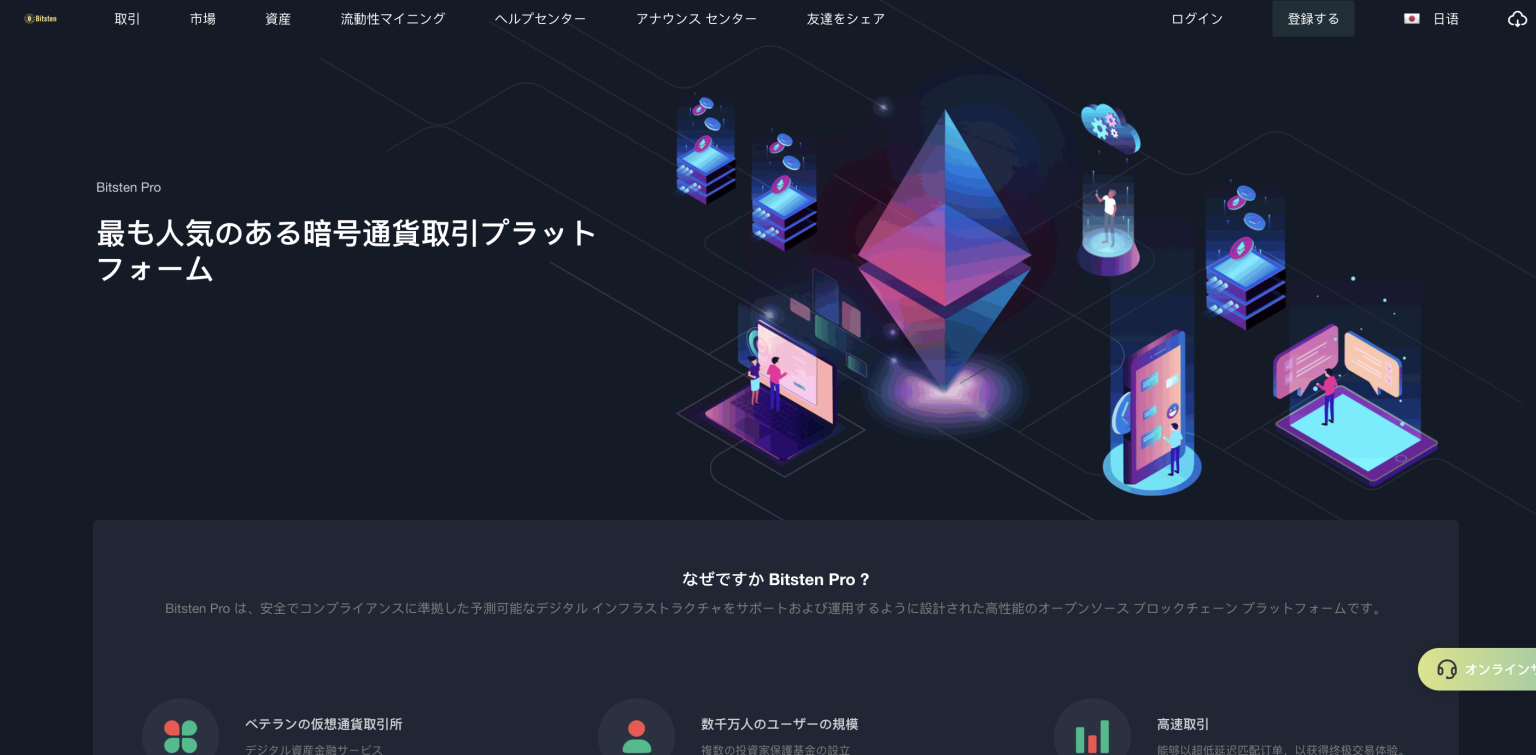 Bitsten
取引
市場
資産
流動性マイニング
ヘルプセンター
アナウンス センター
友達をシェア
ログイン
登録する
日语
Bitsten Pro
最も人気のある暗号通貨取引プラット
フォーム
なぜですか Bitsten Pro ?
Bitsten Pro は、安全でコンプライアンスに準拠した予測可能なデジタル インフラストラクチャをサポートおよび運用するように設計された高性能のオープンソース ブロックチェーン プラットフォームです。
オンラインサ
ベテランの仮想通貨取引所
デジタル資産金融サービス
数千万人のユーザーの規模
複数の投資家保護基金の設立
高速取引
能够以超低延迟匹配订单，以获得终极交易体验。